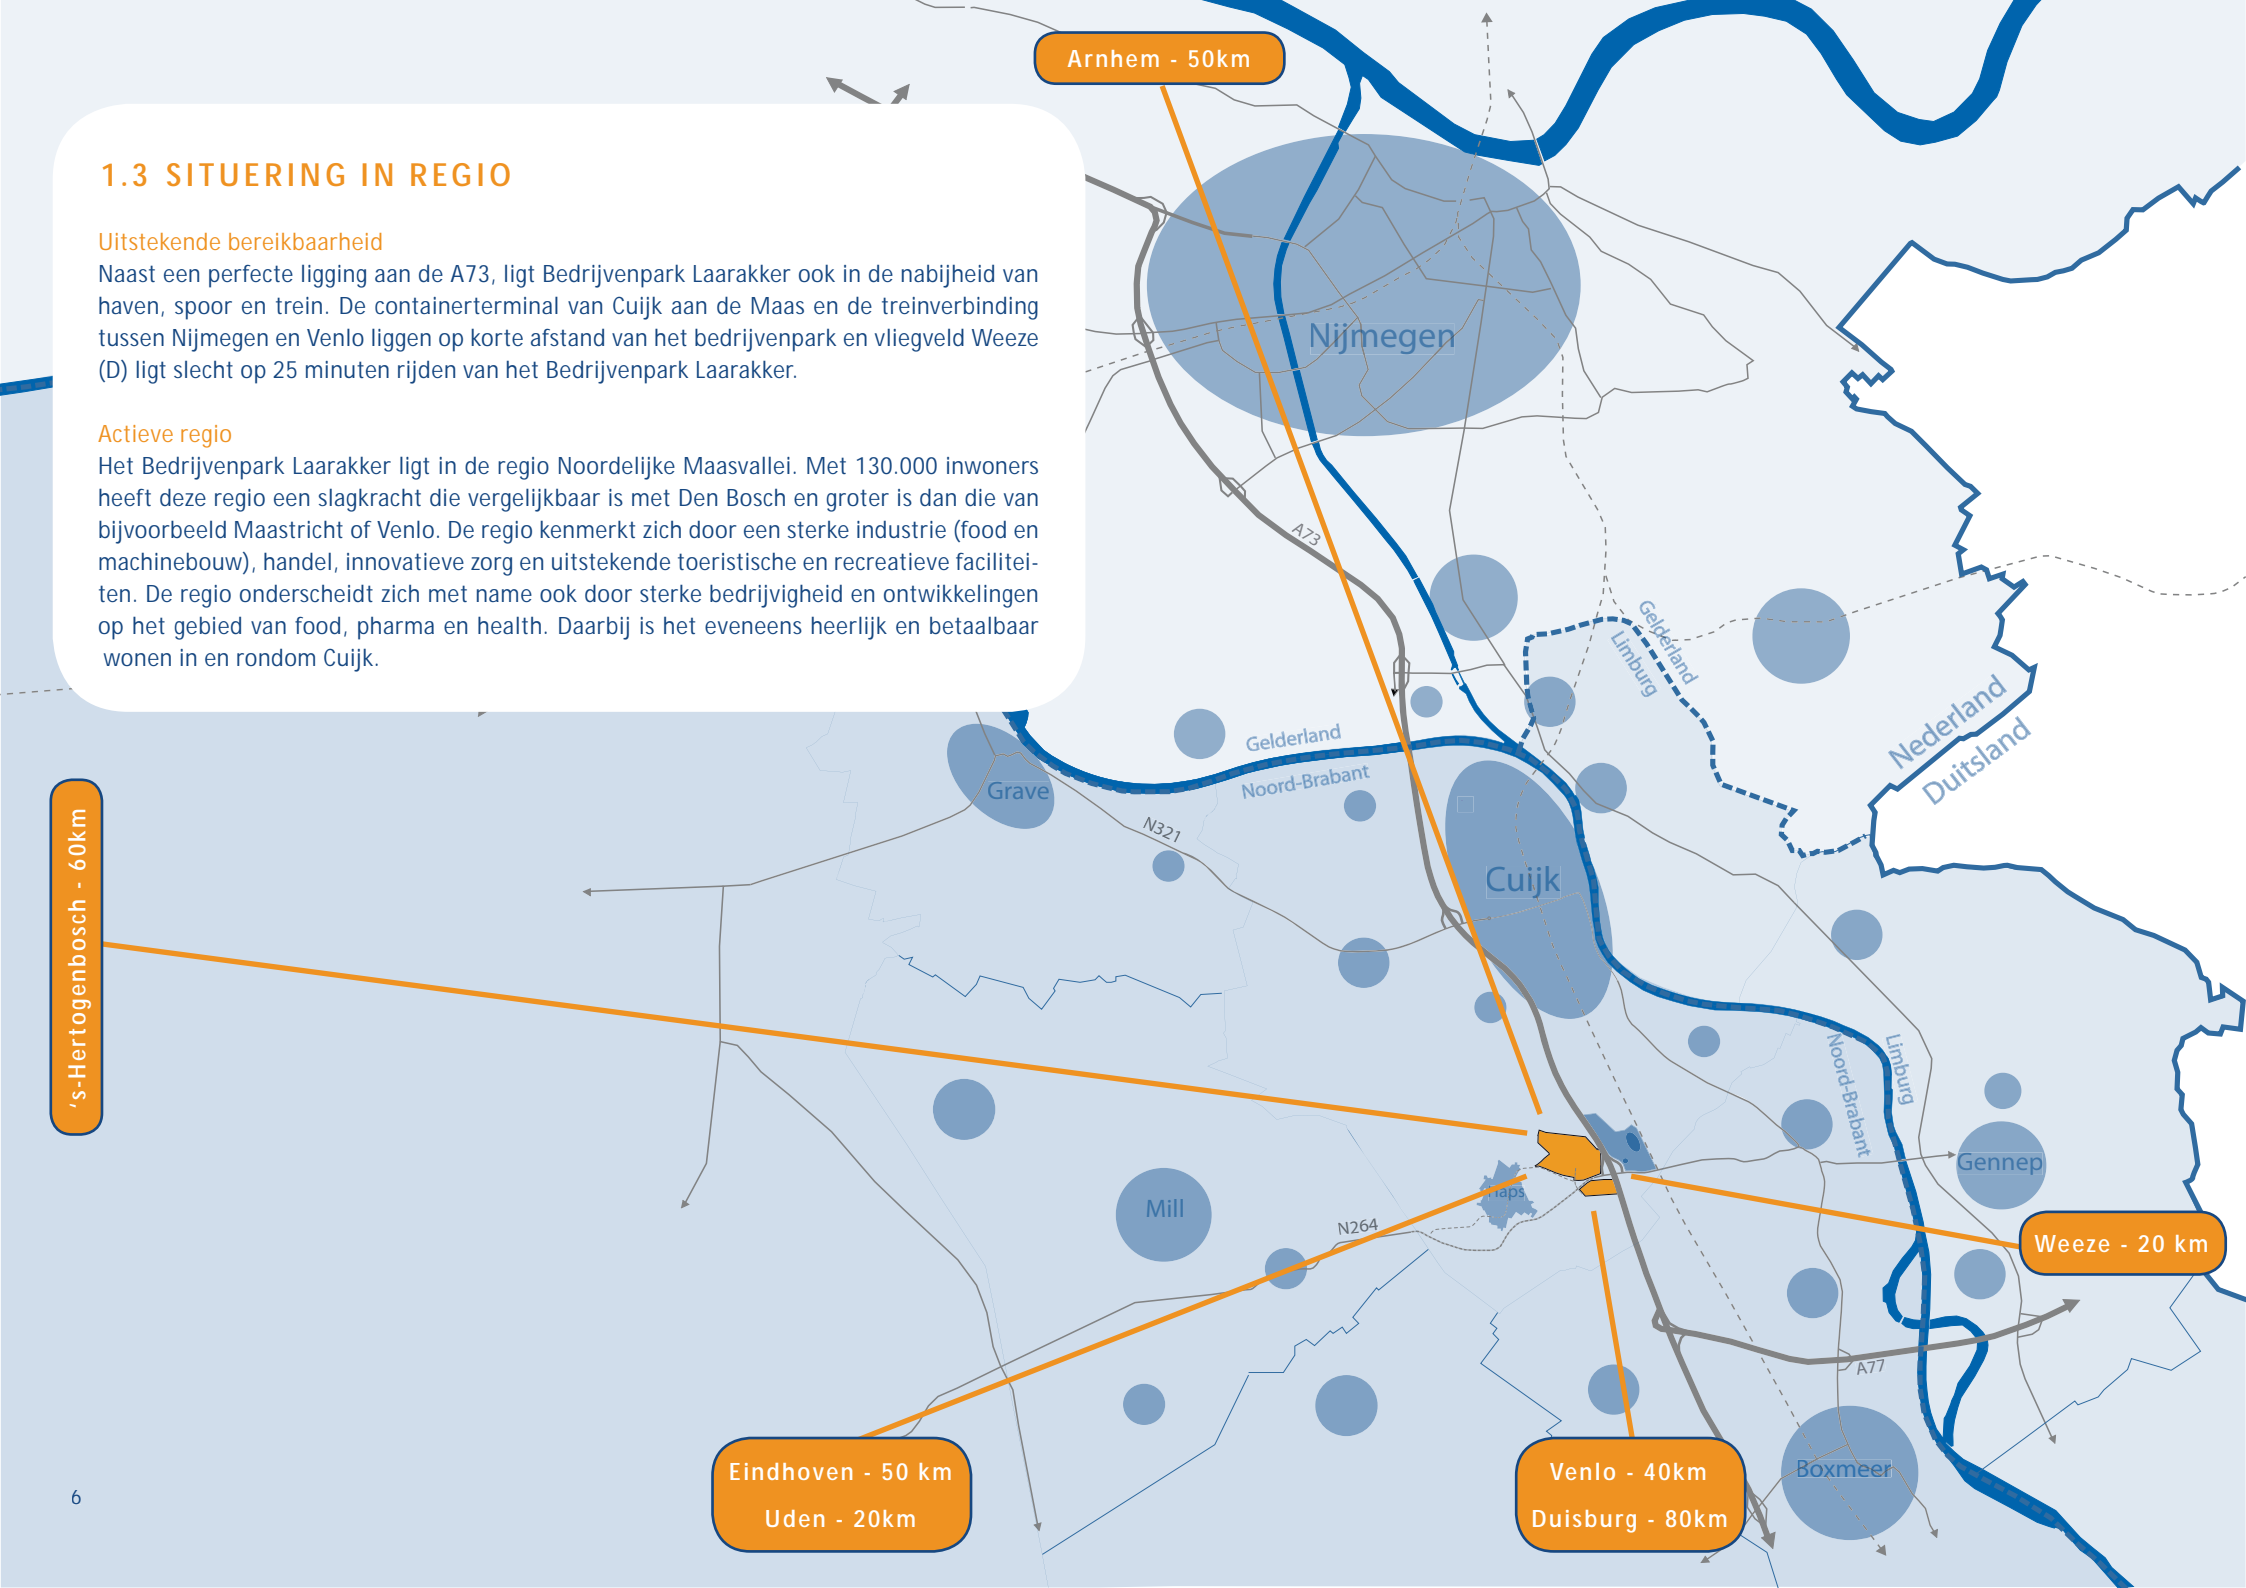 Arnhem - 50km
1.3 SITUERING IN REGIO
Uitstekende bereikbaarheid
Naast een perfecte ligging aan de A73, ligt Bedrijvenpark Laarakker ook in de nabijheid van
haven, spoor en trein. De containerterminal van Cuijk aan de Maas en de treinverbinding
tussen Nijmegen en Venlo liggen op korte afstand van het bedrijvenpark en vliegveld Weeze
(D) ligt slecht op 25 minuten rijden van het Bedrijvenpark Laarakker.
Actieve regio
Het Bedrijvenpark Laarakker ligt in de regio Noordelijke Maasvallei. Met 130.000 inwoners
heeft deze regio een slagkracht die vergelijkbaar is met Den Bosch en groter is dan die van
bijvoorbeeld Maastricht of Venlo. De regio kenmerkt zich door een sterke industrie (food en
machinebouw), handel, innovatieve zorg en uitstekende toeristische en recreatieve facilitei-
ten. De regio onderscheidt zich met name ook door sterke bedrijvigheid en ontwikkelingen
op het gebied van food, pharma en health. Daarbij is het eveneens heerlijk en betaalbaar
wonen in en rondom Cuijk.
Nijmegen
A73
Gelderland
Limburg
Nederland
Duitsland
Gelderland
Noord-Brabant
Grave
N321
Cuijk
's-Hertogenbosch - 60km
Limburg
Noord-Brabant
Gennep
Haps
Mill
N264
Weeze - 20 km
A77
Boxmeer
Eindhoven - 50 km
Uden - 20km
Venlo - 40km
Duisburg - 80km
6